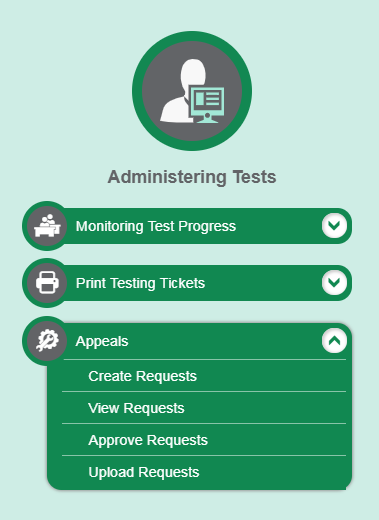 Administering Tests
Monitoring Test Progress
Print Testing Tickets
Appeals
Create Requests
View Requests
Approve Requests
Upload Requests